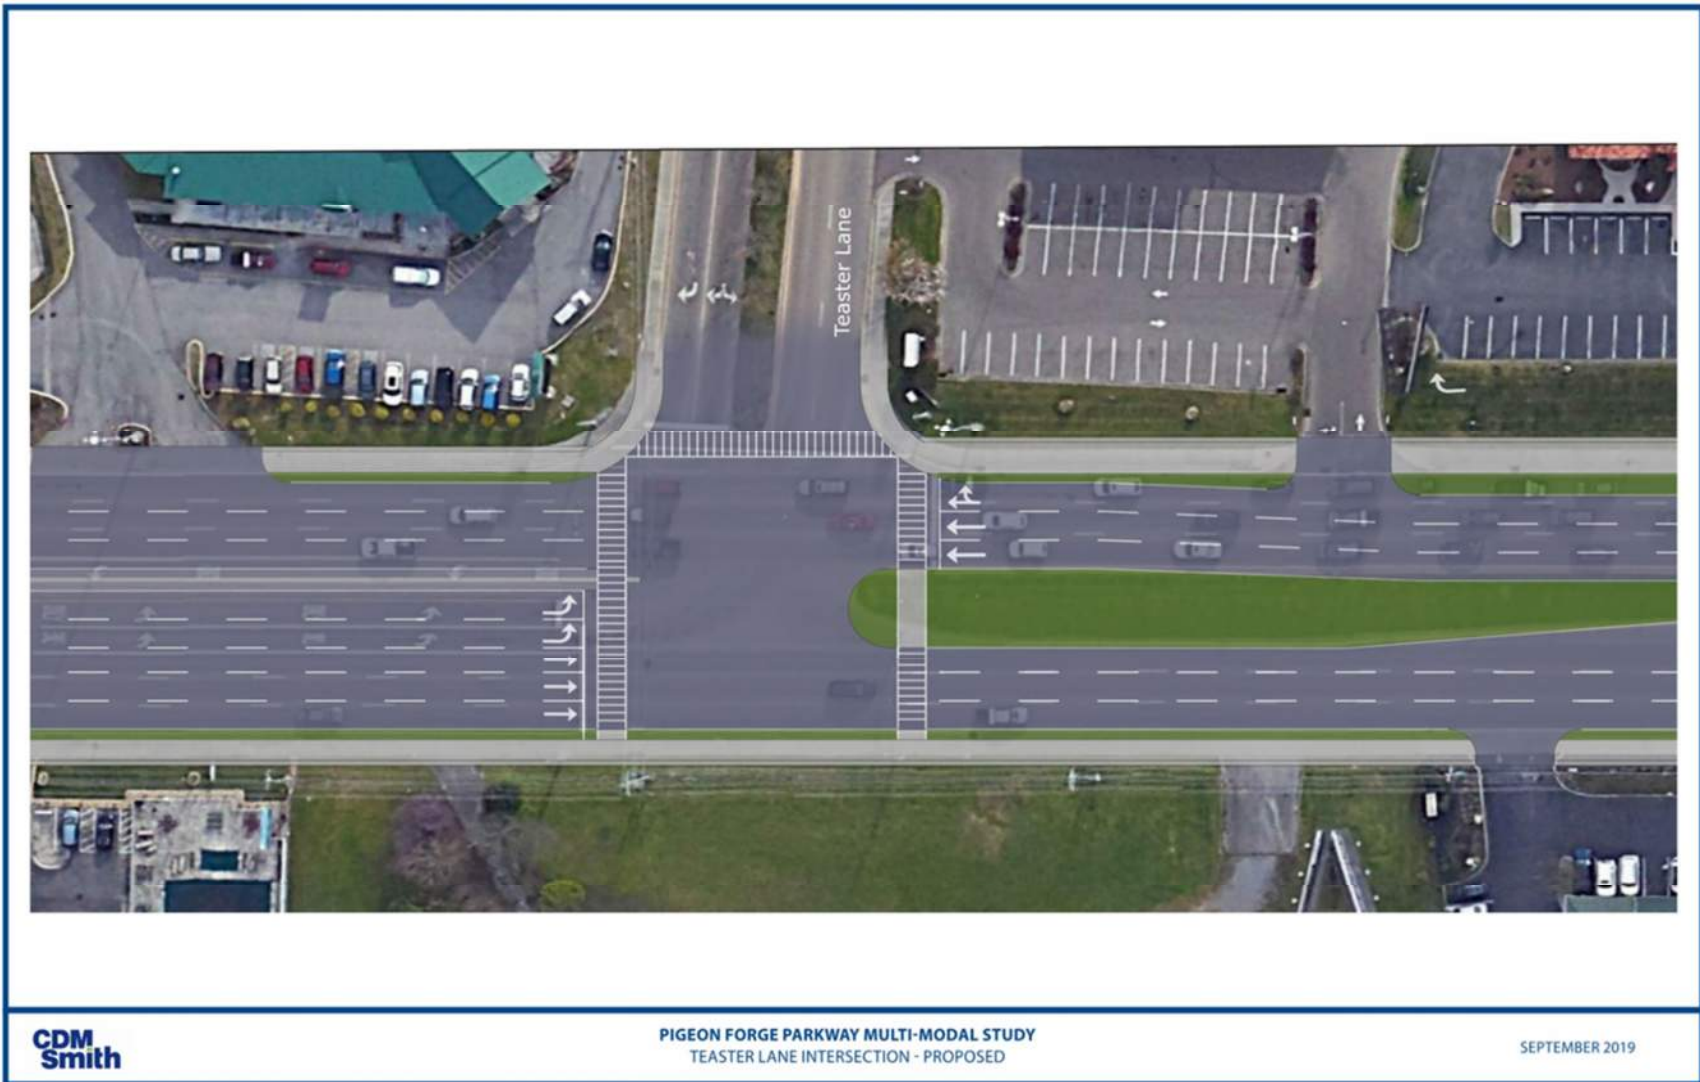 Teaster Lane
CDM
Smith
PIGEON FORGE PARKWAY MULTI-MODAL STUDY
TEASTER LANE INTERSECTION - PROPOSED
SEPTEMBER 2019